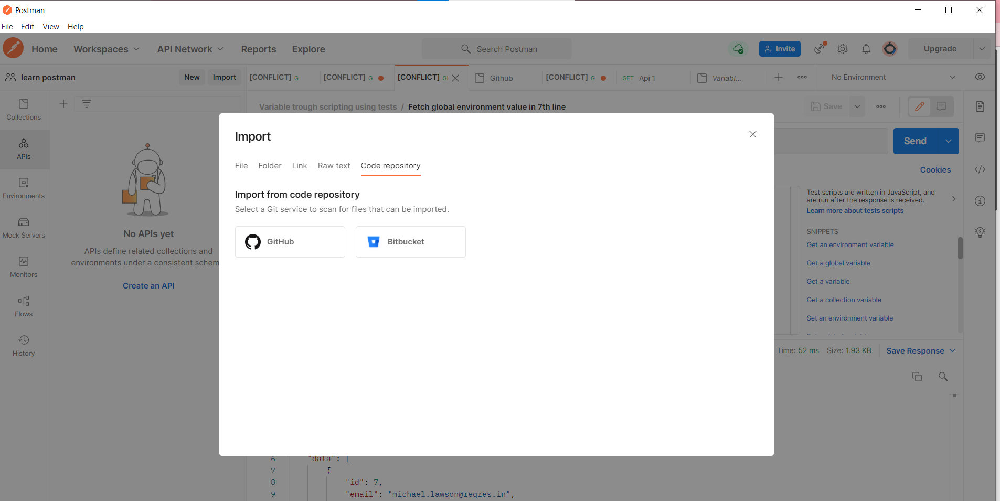 Postman
File Edit View Help
Home Workspaces API Network Reports Explore Search Postman Invite Upgrade
learn postman New Import [CONFLICT] G [CONFLICT] G [CONFLICT] G Github [CONFLICT] G GET Api 1 Variabl... No Environment
Variable trough scripting using tests / Fetch global environment value in 7th line Save
Collections
APIs
Environments
Mock Servers
Monitors
Flows
History
No APIs yet
APIs define related collections and
environments under a consistent schem
Create an API
Import
File Folder Link Raw text Code repository
Import from code repository
Select a Git service to scan for files that can be imported.
GitHub Bitbucket
Send
Cookies
Test scripts are written in JavaScript, and
are run after the response is received.
Learn more about tests scripts
SNIPPETS
Get an environment variable
Get a global variable
Get a variable
Get a collection variable
Set an environment variable
Time: 52 ms Size: 1.93 KB Save Response
6 "data": [
7 {
8 "id": 7,
9 "email": "michael.lawson@reqres.in",